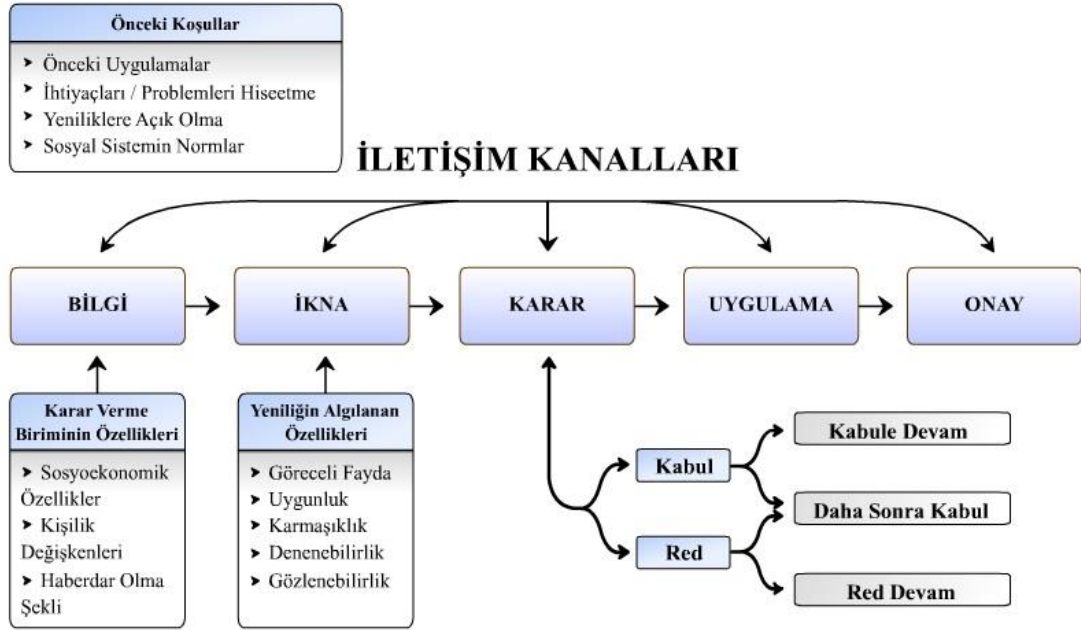 Önceki Koşullar
Önceki Uygulamalar
İhtiyaçları / Problemleri Hiseetme
Yeniliklere Açık Olma
Sosyal Sistemin Normlar
İLETİŞİM KANALLARI
BİLGİ
İKNA
KARAR
UYGULAMA
ONAY
Karar Verme
Biriminin Özellikleri
Sosyoekonomik
Özellikler
Kişilik
Değişkenleri
Haberdar Olma
Şekli
Yeniliğin Algılanan
Özellikleri
Göreceli Fayda
Uygunluk
Karmaşıklık
Denenebilirlik
Gözlenebilirlik
Kabul
Red
Kabule Devam
Daha Sonra Kabul
Red Devam